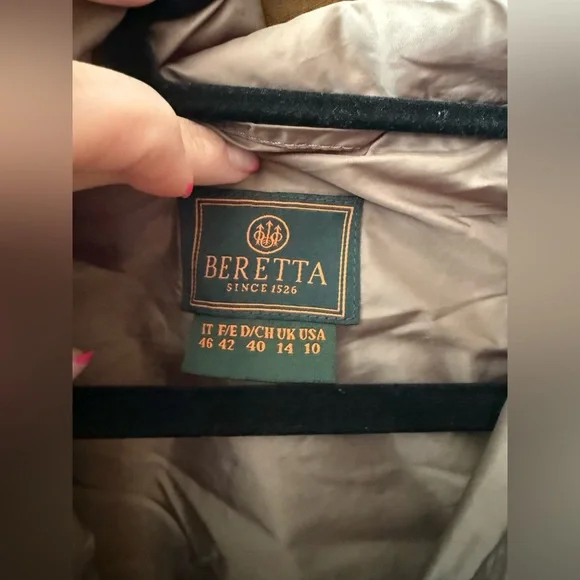 BERETTA
SINCE 1526
IT F/E D/CH UK USA
46 42 40 14 10